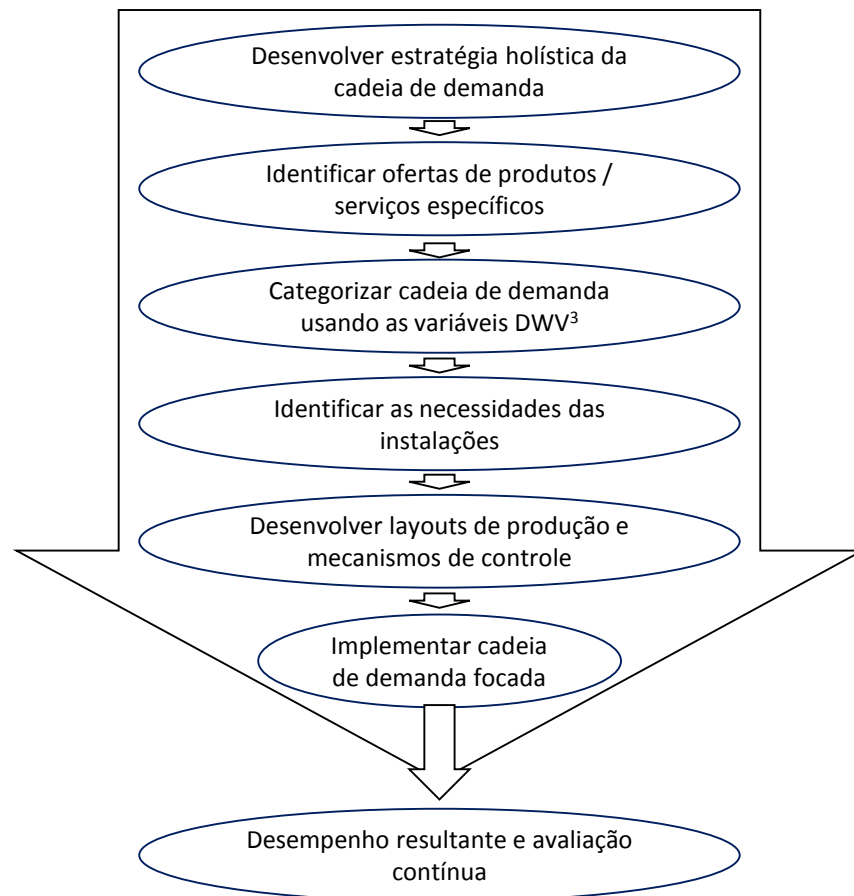 Desenvolver estratégia holística da
cadeia de demanda
Identificar ofertas de produtos /
serviços específicos
Categorizar cadeia de demanda
usando as variáveis DWV³
Identificar as necessidades das
instalações
Desenvolver layouts de produção e
mecanismos de controle
Implementar cadeia
de demanda focada
Desempenho resultante e avaliação
contínua